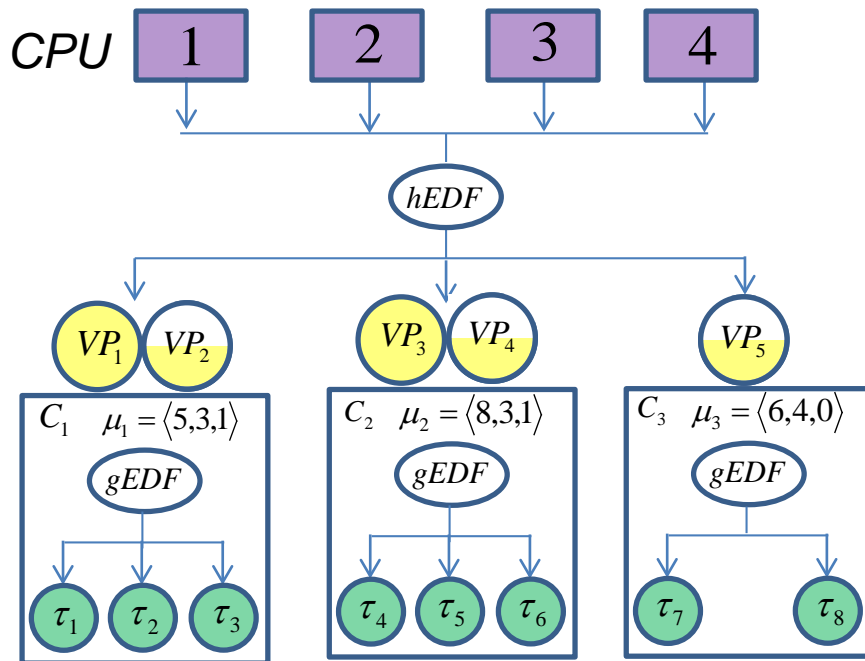 CPU 1 2 3 4
hEDF
VP₁ VP₂ VP₃ VP₄ VP₅
C₁ μ₁ = ⟨5,3,1⟩ C₂ μ₂ = ⟨8,3,1⟩ C₃ μ₃ = ⟨6,4,0⟩
gEDF gEDF gEDF
τ₁ τ₂ τ₃ τ₄ τ₅ τ₆ τ₇ τ₈